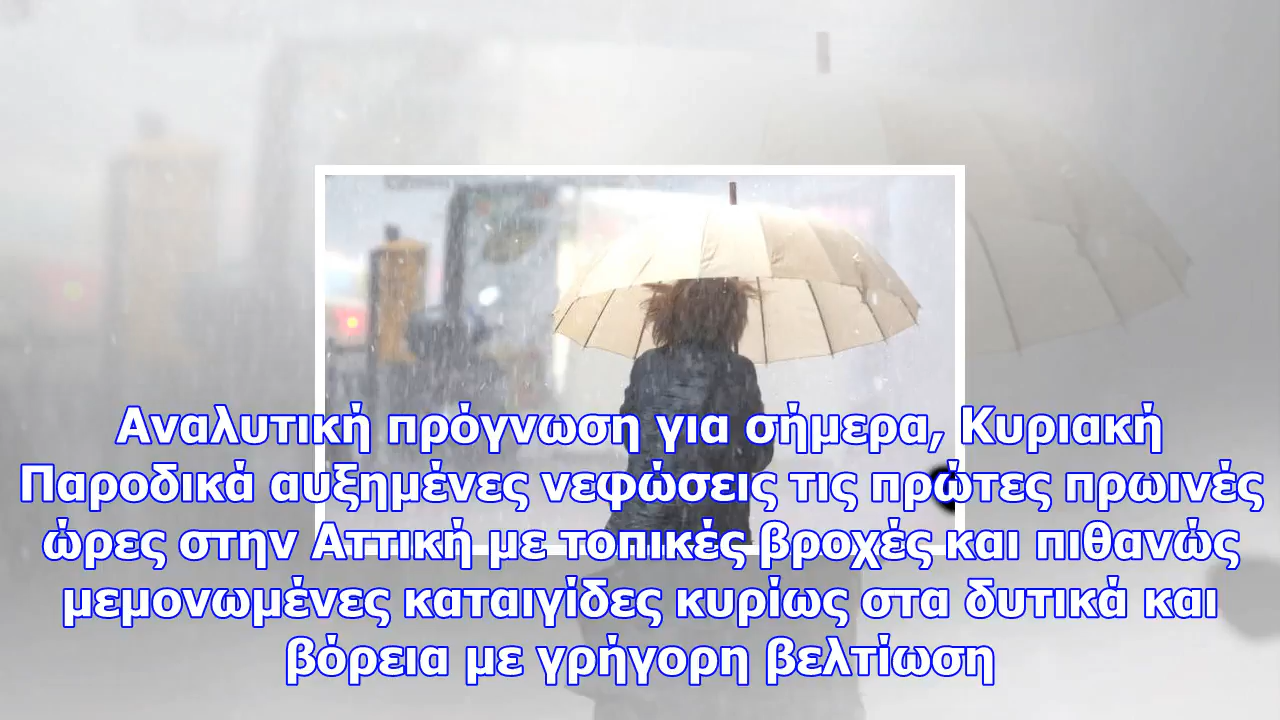 Αναλυτική πρόγνωση για σήμερα, Κυριακή
Παροδικά αυξημένες νεφώσεις τις πρώτες πρωινές
ώρες στην Αττική με τοπικές βροχές και πιθανώς
μεμονωμένες καταιγίδες κυρίως στα δυτικά και
βόρεια με γρήγορη βελτίωση